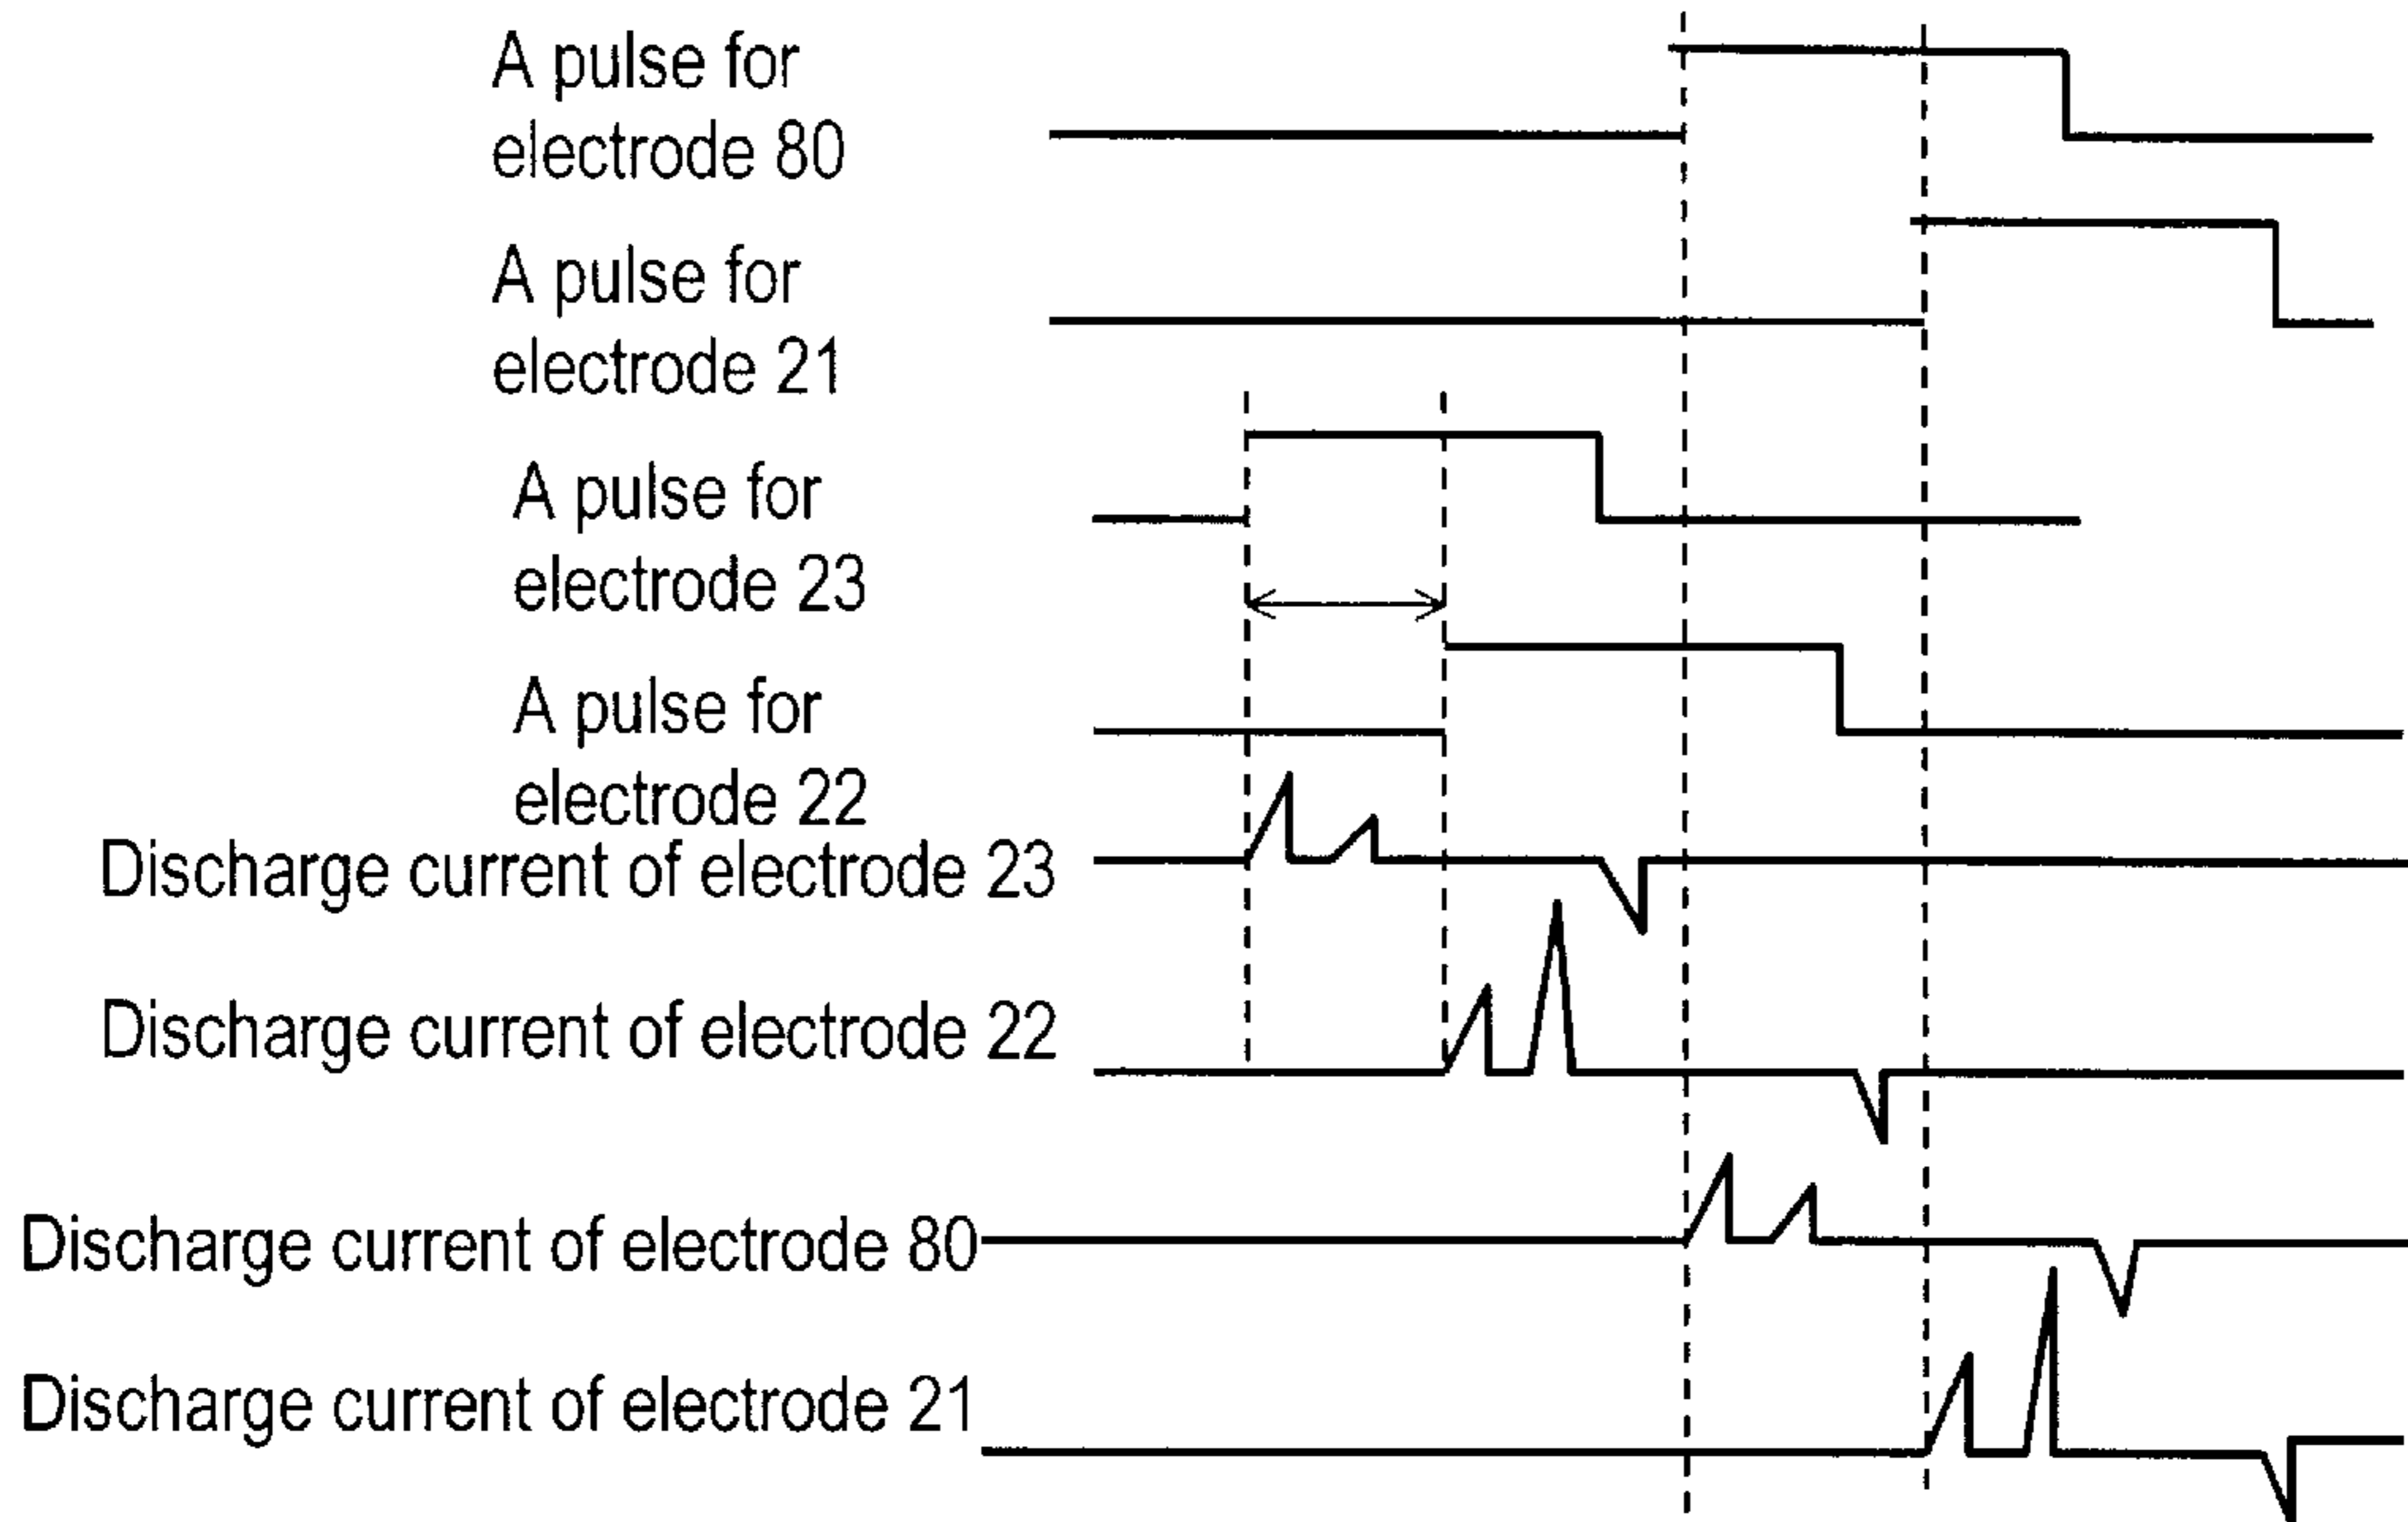 A pulse for
electrode 80
A pulse for
electrode 21
A pulse for
electrode 23
A pulse for
electrode 22
Discharge current of electrode 23
Discharge current of electrode 22
Discharge current of electrode 80
Discharge current of electrode 21